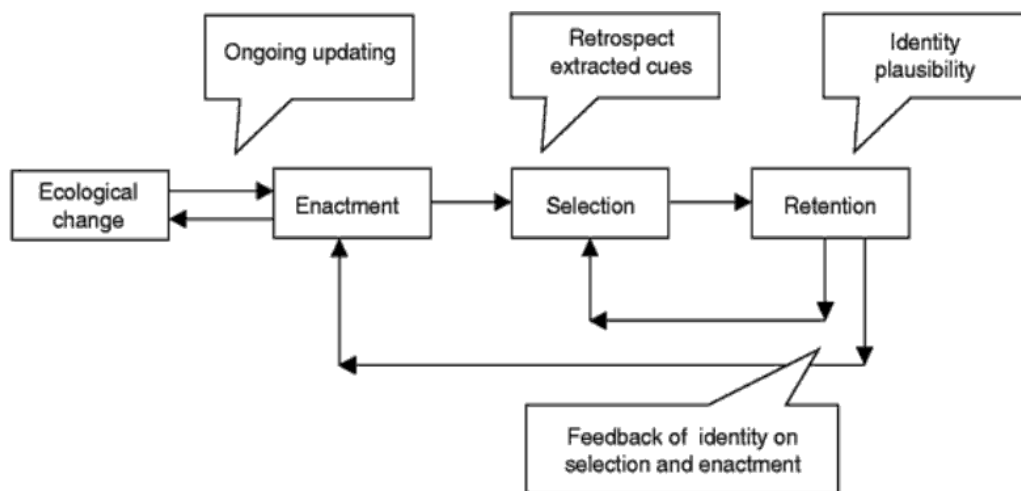 Ongoing updating
Retrospect
extracted cues
Identity
plausibility
Ecological
change
Enactment
Selection
Retention
Feedback of identity on
selection and enactment